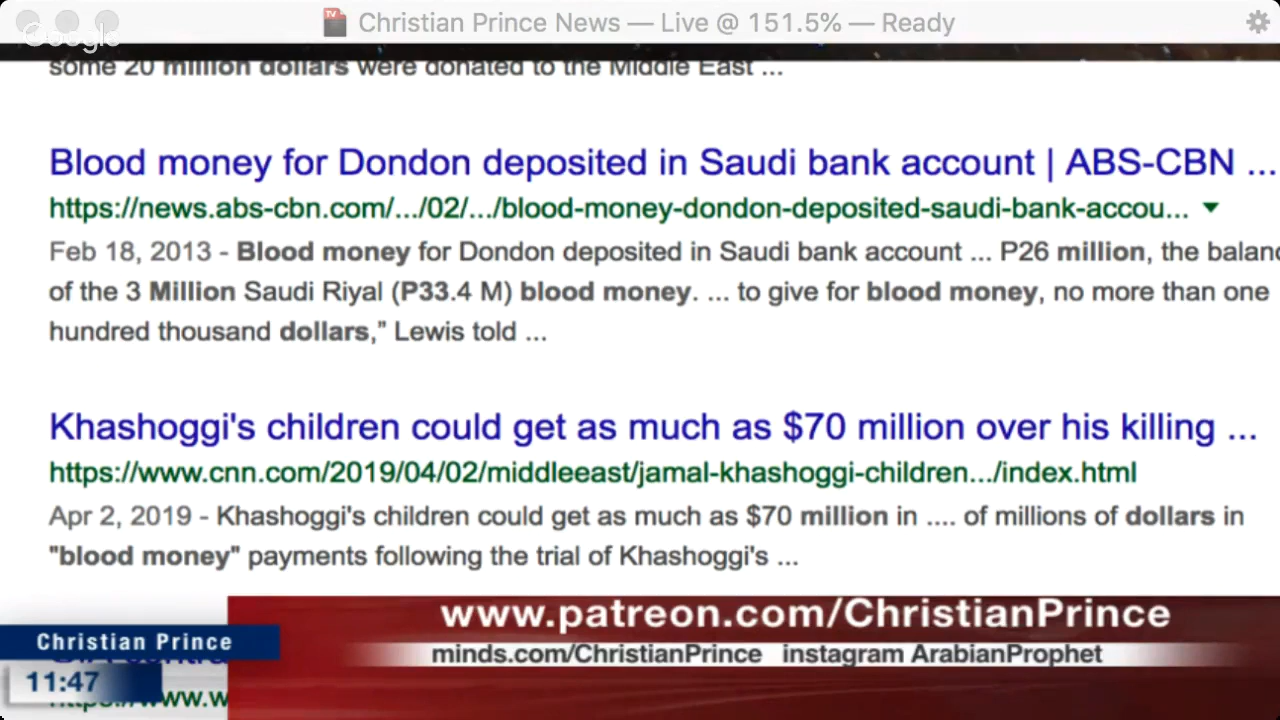 Christian Prince News — Live @ 151.5% — Ready
Google
some 20 million dollars were donated to the Middle East ...
Blood money for Dondon deposited in Saudi bank account | ABS-CBN ...
https://news.abs-cbn.com/.../02/.../blood-money-dondon-deposited-saudi-bank-accou...
Feb 18, 2013 - Blood money for Dondon deposited in Saudi bank account ... P26 million, the balanc
of the 3 Million Saudi Riyal (P33.4 M) blood money. ... to give for blood money, no more than one
hundred thousand dollars,” Lewis told ...
Khashoggi's children could get as much as $70 million over his killing ...
https://www.cnn.com/2019/04/02/middleeast/jamal-khashoggi-children.../index.html
Apr 2, 2019 - Khashoggi's children could get as much as $70 million in .... of millions of dollars in
"blood money" payments following the trial of Khashoggi's ...
www.patreon.com/ChristianPrince
Christian Prince
minds.com/ChristianPrince instagram ArabianProphet
11:47
https://www.w